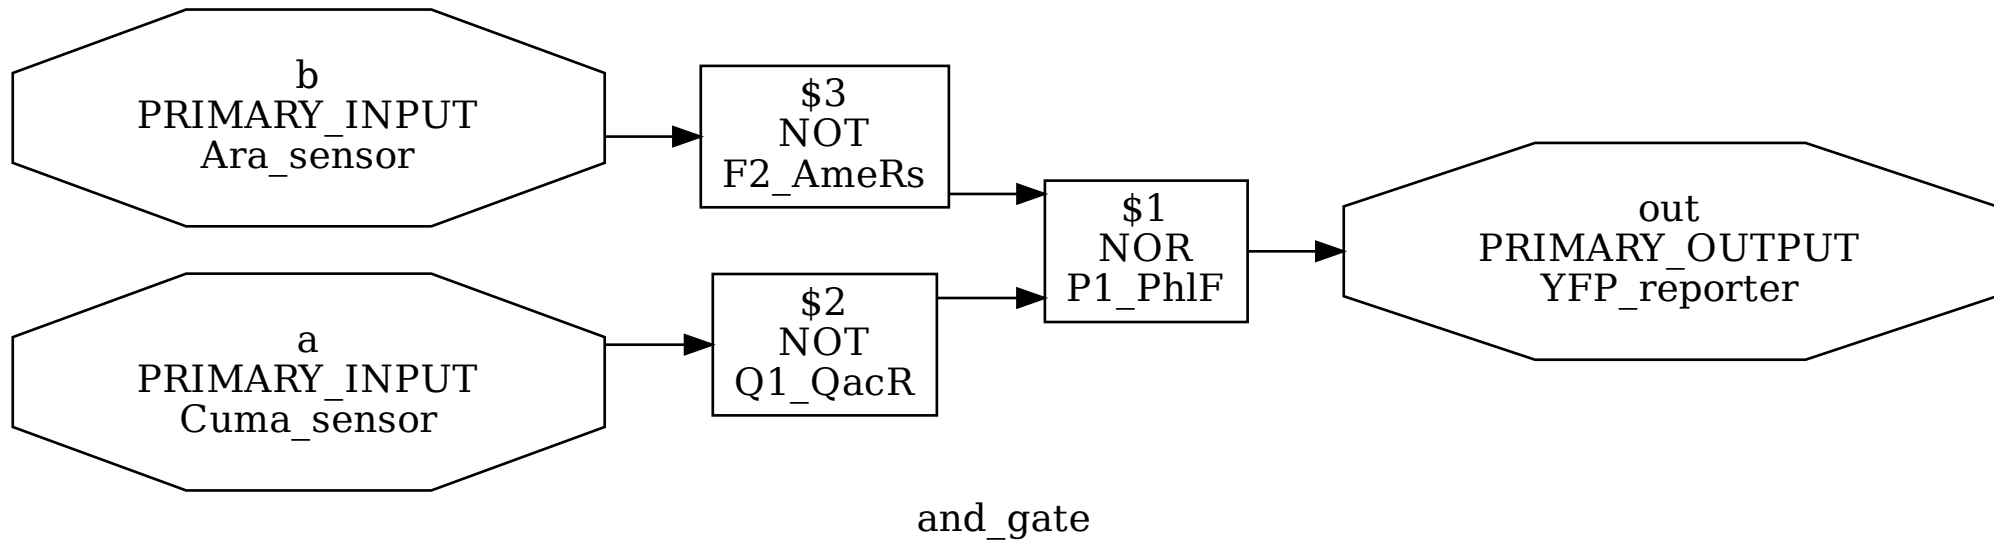 b
PRIMARY_INPUT
Ara_sensor
$3
NOT
F2_AmeRs
a
PRIMARY_INPUT
Cuma_sensor
$2
NOT
Q1_QacR
$1
NOR
P1_PhlF
out
PRIMARY_OUTPUT
YFP_reporter
and_gate